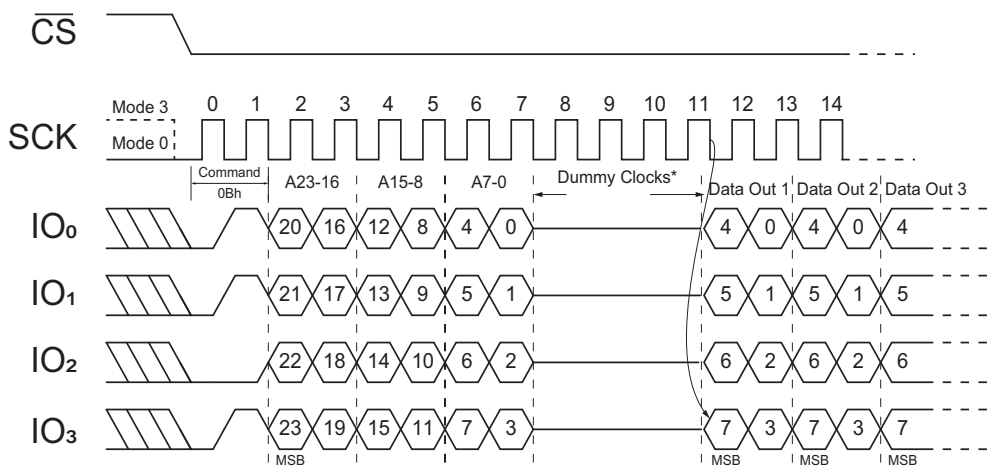 CS
Mode 3
Mode 0
SCK
0 1 2 3 4 5 6 7 8 9 10 11 12 13 14
Command
0Bh
A23-16 A15-8 A7-0 Dummy Clocks* Data Out 1 Data Out 2 Data Out 3
IO₀ 20 16 12 8 4 0 4 0 4 0 4
IO₁ 21 17 13 9 5 1 5 1 5 1 5
IO₂ 22 18 14 10 6 2 6 2 6 2 6
IO₃ 23 19 15 11 7 3 7 3 7 3 7
MSB MSB MSB MSB